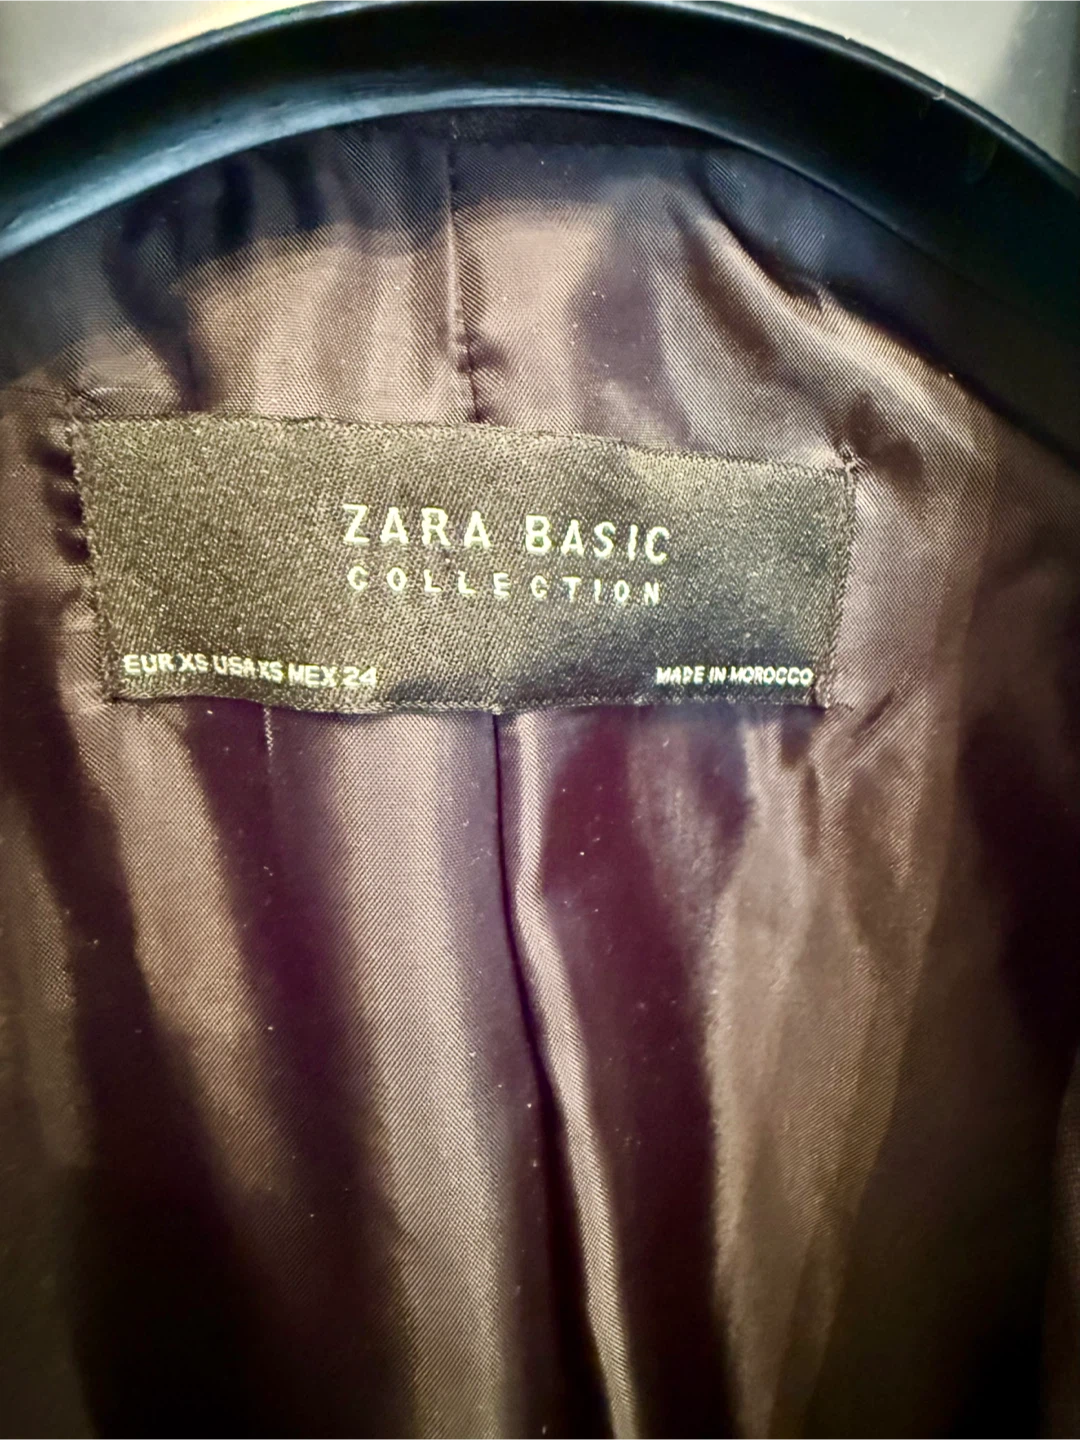 ZARA BASIC
COLLECTION
EUR XS USA XS MEX 24
MADE IN MOROCCO